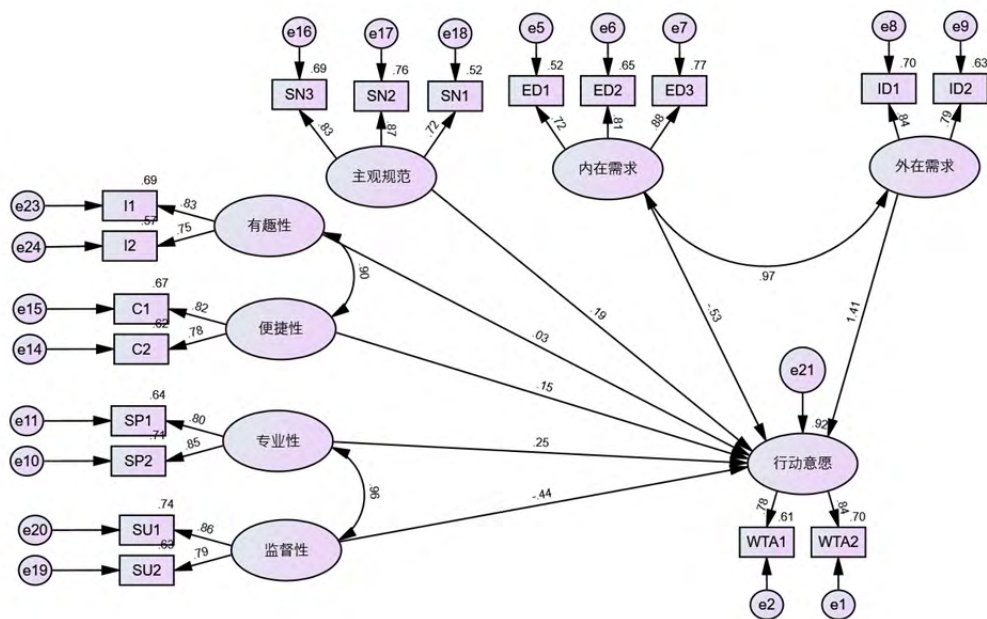 e16
e17
e18
e5
e6
e7
e8
e9
.69
.76
.52
.52
.65
.77
.70
.63
SN3
SN2
SN1
ED1
ED2
ED3
ID1
ID2
.83
.87
.72
.72
.81
.88
.84
.79
主观规范
内在需求
外在需求
e23
.69
I1
.83
有趣性
e24
.57
I2
.75
.90
.97
e15
.67
C1
.82
便捷性
e14
.62
C2
.78
.19
.03
.15
-.53
1.41
e21
e11
.64
SP1
.80
专业性
e10
.71
SP2
.85
.25
.92
行动意愿
.96
-.44
e20
.74
SU1
.86
监督性
e19
.63
SU2
.79
.78
.61
.84
.70
WTA1
WTA2
e2
e1